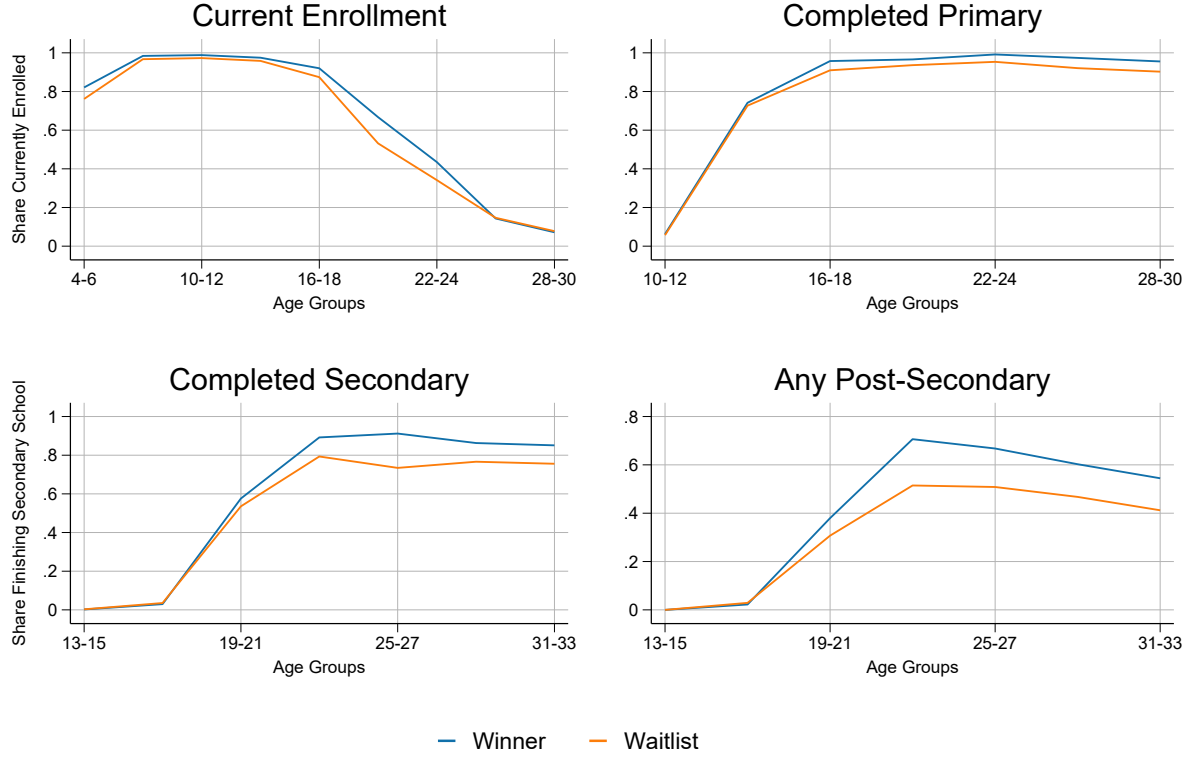 Current Enrollment
Share Currently Enrolled
1
.8
.6
.4
.2
0
4-6 10-12 16-18 22-24 28-30
Age Groups
Completed Primary
1
.8
.6
.4
.2
0
10-12 16-18 22-24 28-30
Age Groups
Completed Secondary
Share Finishing Secondary School
1
.8
.6
.4
.2
0
13-15 19-21 25-27 31-33
Age Groups
Any Post-Secondary
.8
.6
.4
.2
0
13-15 19-21 25-27 31-33
Age Groups
Winner Waitlist